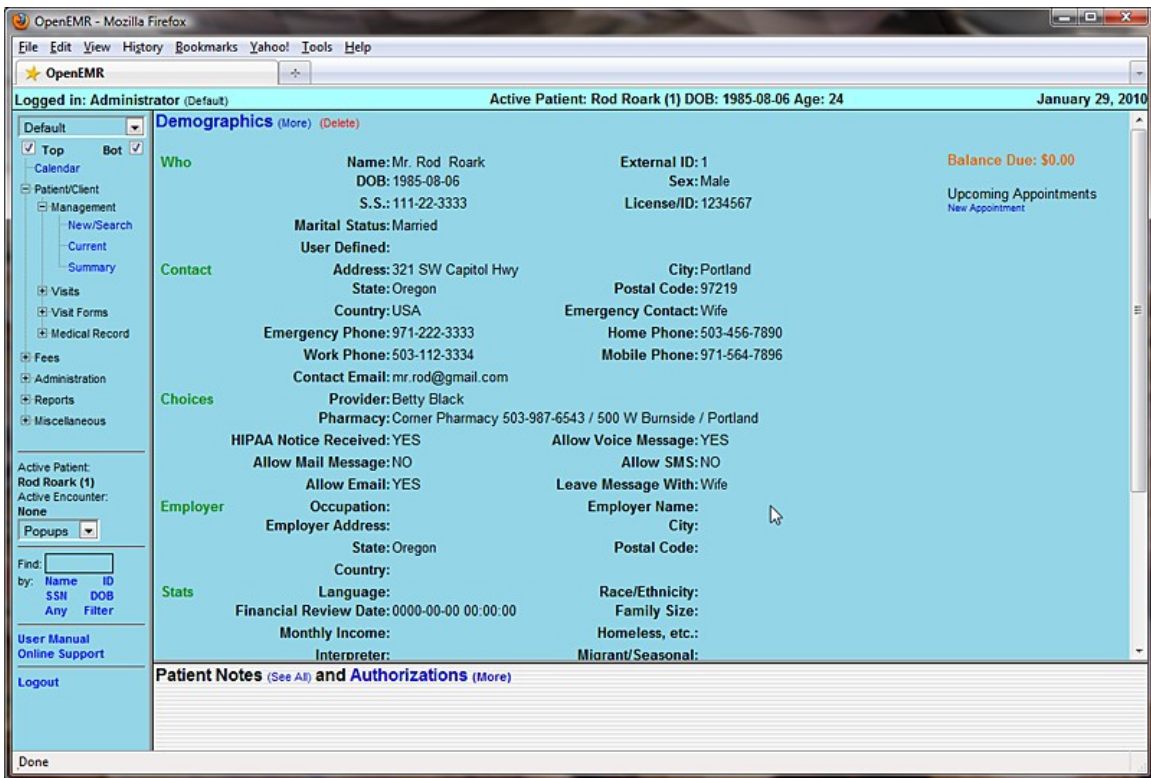 OpenEMR - Mozilla Firefox
File Edit View History Bookmarks Yahoo! Tools Help
OpenEMR
Logged in: Administrator (Default) Active Patient: Rod Roark (1) DOB: 1985-08-06 Age: 24 January 29, 2010
Default
Top Bot
Calendar
Patient/Client
Management
New/Search
Current
Summary
Visits
Visit Forms
Medical Record
Fees
Administration
Reports
Miscellaneous
Active Patient:
Rod Roark (1)
Active Encounter:
None
Popups
Find:
by: Name ID
SSN DOB
Any Filter
User Manual
Online Support
Logout
Demographics (More) (Delete)
Who Name: Mr. Rod Roark External ID: 1
DOB: 1985-08-06 Sex: Male
S.S.: 111-22-3333 License/ID: 1234567
Marital Status: Married
User Defined:
Contact Address: 321 SW Capitol Hwy City: Portland
State: Oregon Postal Code: 97219
Country: USA Emergency Contact: Wife
Emergency Phone: 971-222-3333 Home Phone: 503-456-7890
Work Phone: 503-112-3334 Mobile Phone: 971-564-7896
Contact Email: mr.rod@gmail.com
Choices Provider: Betty Black
Pharmacy: Corner Pharmacy 503-987-6543 / 500 W Burnside / Portland
HIPAA Notice Received: YES Allow Voice Message: YES
Allow Mail Message: NO Allow SMS: NO
Allow Email: YES Leave Message With: Wife
Employer Occupation: Employer Name:
Employer Address: City:
State: Oregon Postal Code:
Country:
Stats Language: Race/Ethnicity:
Financial Review Date: 0000-00-00 00:00:00 Family Size:
Monthly Income: Homeless, etc.:
Interpreter: Migrant/Seasonal:
Balance Due: $0.00
Upcoming Appointments
New Appointment
Patient Notes (See All) and Authorizations (More)
Done